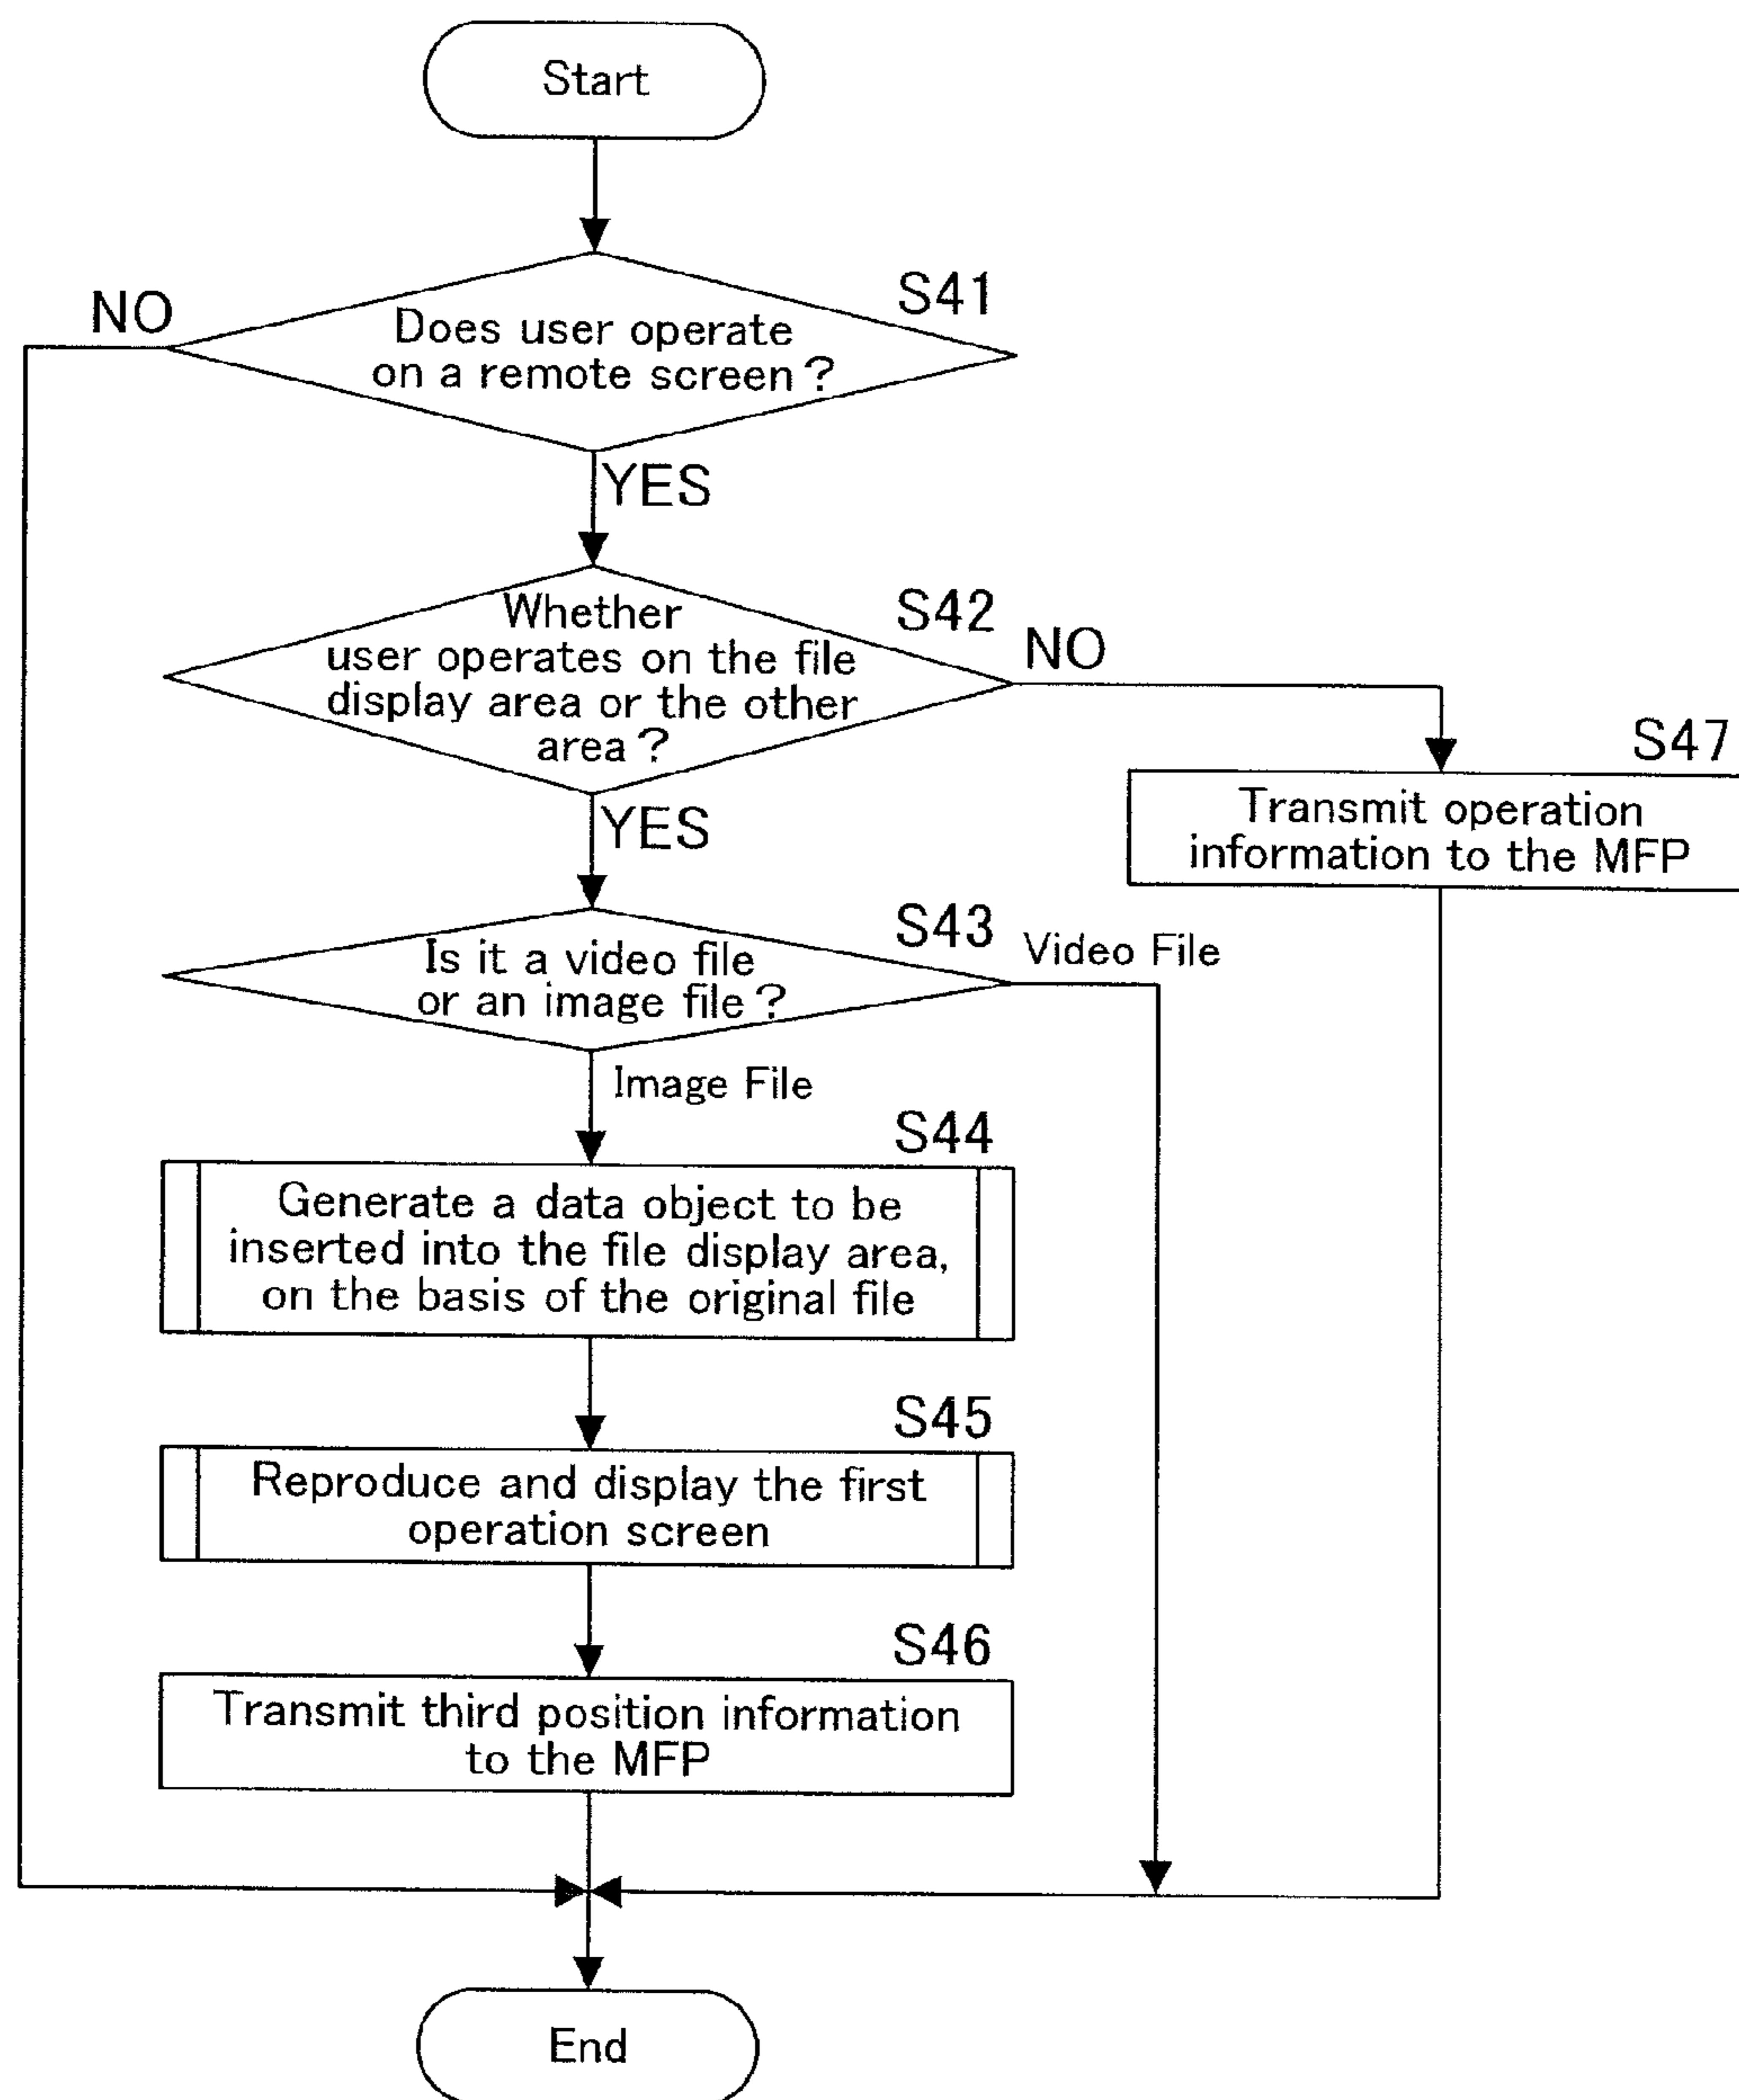 Start
NO
S41
Does user operate
on a remote screen?
YES
S42
Whether
user operates on the file
display area or the other
area?
NO
S47
Transmit operation
information to the MFP
YES
S43
Is it a video file
or an image file?
Video File
Image File
S44
Generate a data object to be
inserted into the file display area,
on the basis of the original file
S45
Reproduce and display the first
operation screen
S46
Transmit third position information
to the MFP
End